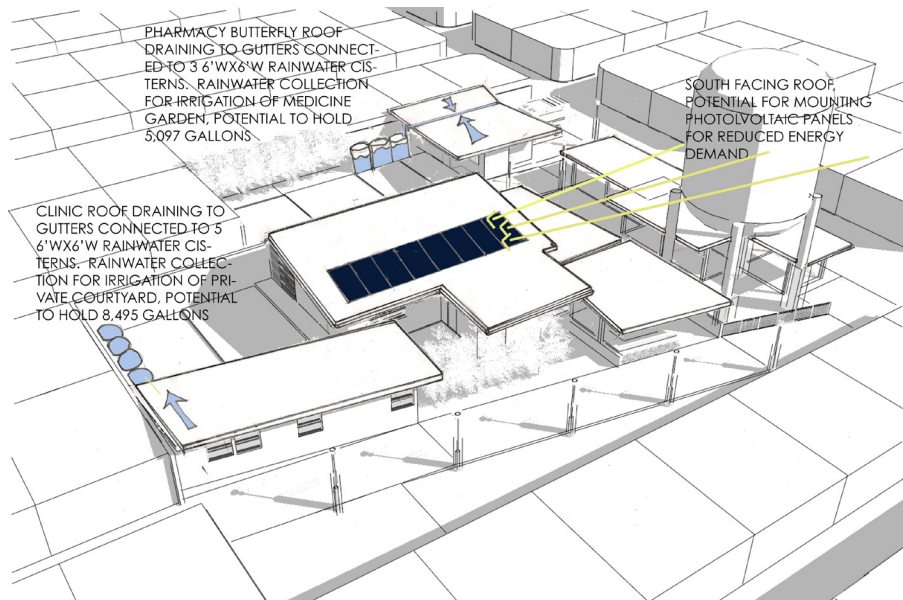 PHARMACY BUTTERFLY ROOF
DRAINING TO GUTTERS CONNECT-
ED TO 3 6'WX6'W RAINWATER CIS-
TERNS. RAINWATER COLLECTION
FOR IRRIGATION OF MEDICINE
GARDEN, POTENTIAL TO HOLD
5,097 GALLONS
SOUTH FACING ROOF,
POTENTIAL FOR MOUNTING
PHOTOLVOLTAIC PANELS
FOR REDUCED ENERGY
DEMAND
CLINIC ROOF DRAINING TO
GUTTERS CONNECTED TO 5
6'WX6'W RAINWATER CIS-
TERNS. RAINWATER COLLEC-
TION FOR IRRIGATION OF PRI-
VATE COURTYARD, POTENTIAL
TO HOLD 8,495 GALLONS